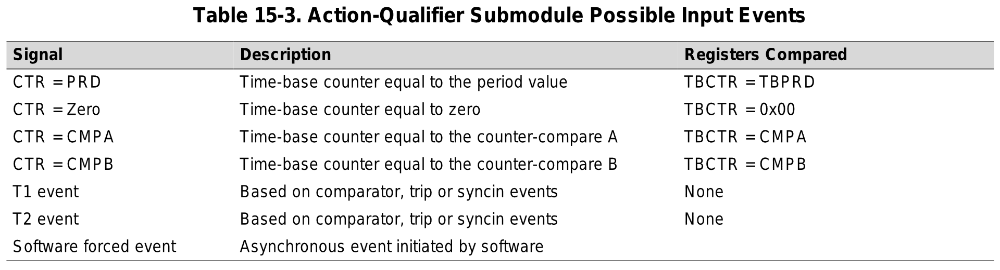 Table 15-3. Action-Qualifier Submodule Possible Input Events
Signal Description Registers Compared
CTR = PRD Time-base counter equal to the period value TBCTR = TBPRD
CTR = Zero Time-base counter equal to zero TBCTR = 0x00
CTR = CMPA Time-base counter equal to the counter-compare A TBCTR = CMPA
CTR = CMPB Time-base counter equal to the counter-compare B TBCTR = CMPB
T1 event Based on comparator, trip or syncin events None
T2 event Based on comparator, trip or syncin events None
Software forced event Asynchronous event initiated by software